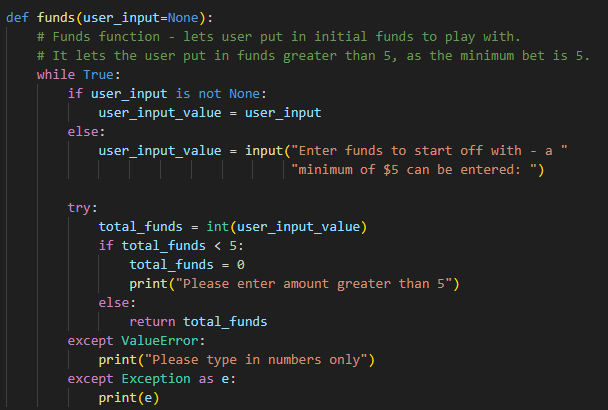 def funds(user_input=None):
    # Funds function - lets user put in initial funds to play with.
    # It lets the user put in funds greater than 5, as the minimum bet is 5.
    while True:
        if user_input is not None:
            user_input_value = user_input
        else:
            user_input_value = input("Enter funds to start off with - a "
                                     "minimum of $5 can be entered: ")

        try:
            total_funds = int(user_input_value)
            if total_funds < 5:
                total_funds = 0
                print("Please enter amount greater than 5")
            else:
                return total_funds
        except ValueError:
            print("Please type in numbers only")
        except Exception as e:
            print(e)